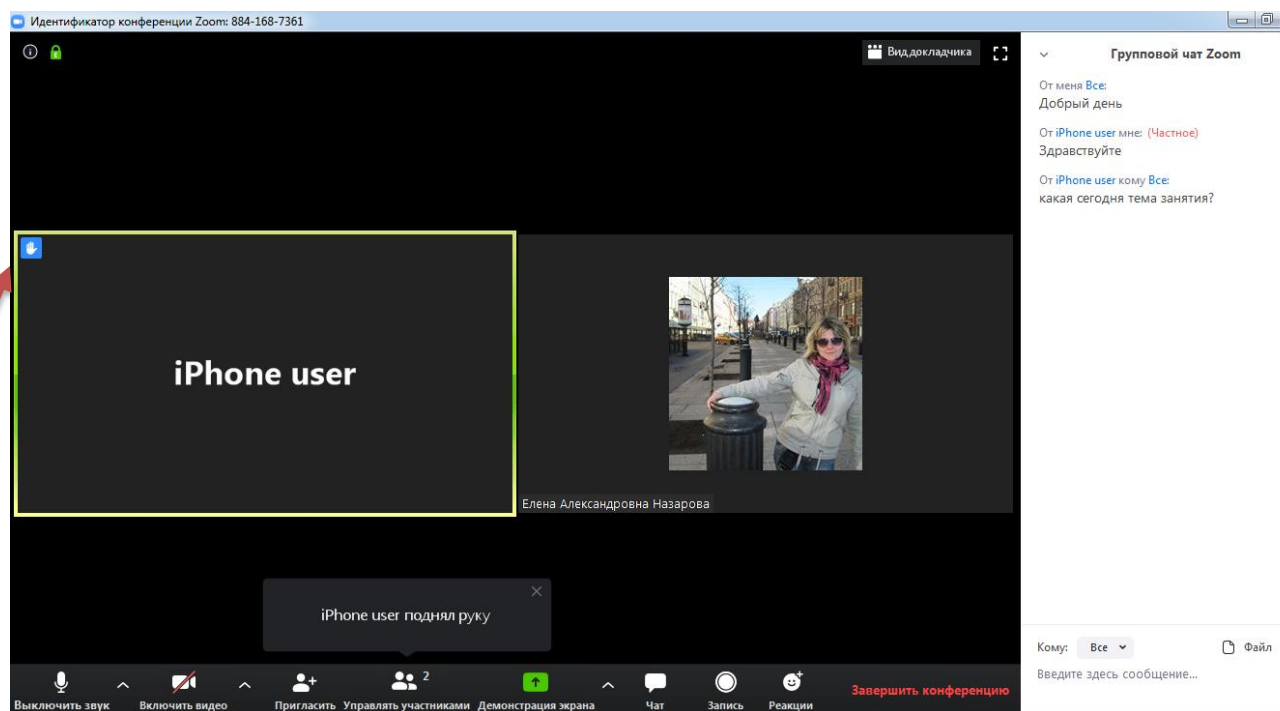 Идентификатор конференции Zoom: 884-168-7361
Вид докладчика
iPhone user
Елена Александровна Назарова
iPhone user поднял руку
Выключить звук
Включить видео
Пригласить
Управлять участниками
2
Демонстрация экрана
Чат
Запись
Реакции
Завершить конференцию
Групповой чат Zoom
От меня Все:
Добрый день
От iPhone user мне: (Частное)
Здравствуйте
От iPhone user кому Все:
какая сегодня тема занятия?
Кому: Все
Файл
Введите здесь сообщение...